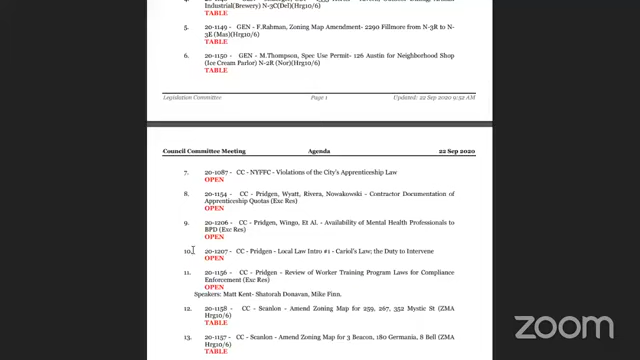 Industrial(Brewery) N-3C(Del)(Hrg10/6)
TABLE
5. 20-1149 - GEN - F.Rahman, Zoning Map Amendment- 2290 Fillmore from N-3R to N-
3E (Mas)(Hrg10/6)
TABLE
6. 20-1150 - GEN - M.Thompson, Spec Use Permit- 126 Austin for Neighborhood Shop
(Ice Cream Parlor) N-2R (Nor)(Hrg10/6)
TABLE
Legislation Committee Page 1 Updated: 22 Sep 2020 9:52 AM
Council Committee Meeting Agenda 22 Sep 2020
7. 20-1087 - CC - NYFFC - Violations of the City's Apprenticeship Law
OPEN
8. 20-1154 - CC - Pridgen, Wyatt, Rivera, Nowakowski - Contractor Documentation of
Apprenticeship Quotas (Exc Res)
OPEN
9. 20-1206 - CC - Pridgen, Wingo, Et Al. - Availability of Mental Health Professionals to
BPD (Exc Res)
OPEN
10. 20-1207 - CC - Pridgen - Local Law Intro #1 - Cariol's Law; the Duty to Intervene
OPEN
11. 20-1156 - CC - Pridgen - Review of Worker Training Program Laws for Compliance
Enforcement (Exc Res)
OPEN
Speakers: Matt Kent- Shatorah Donavan, Mike Finn.
12. 20-1158 - CC - Scanlon - Amend Zoning Map for 259, 267, 352 Mystic St (ZMA
Hrg10/6)
TABLE
13. 20-1157 - CC - Scanlon - Amend Zoning Map for 3 Beacon, 180 Germania, 8 Bell (ZMA
Hrg10/6)
TABLE
zoom